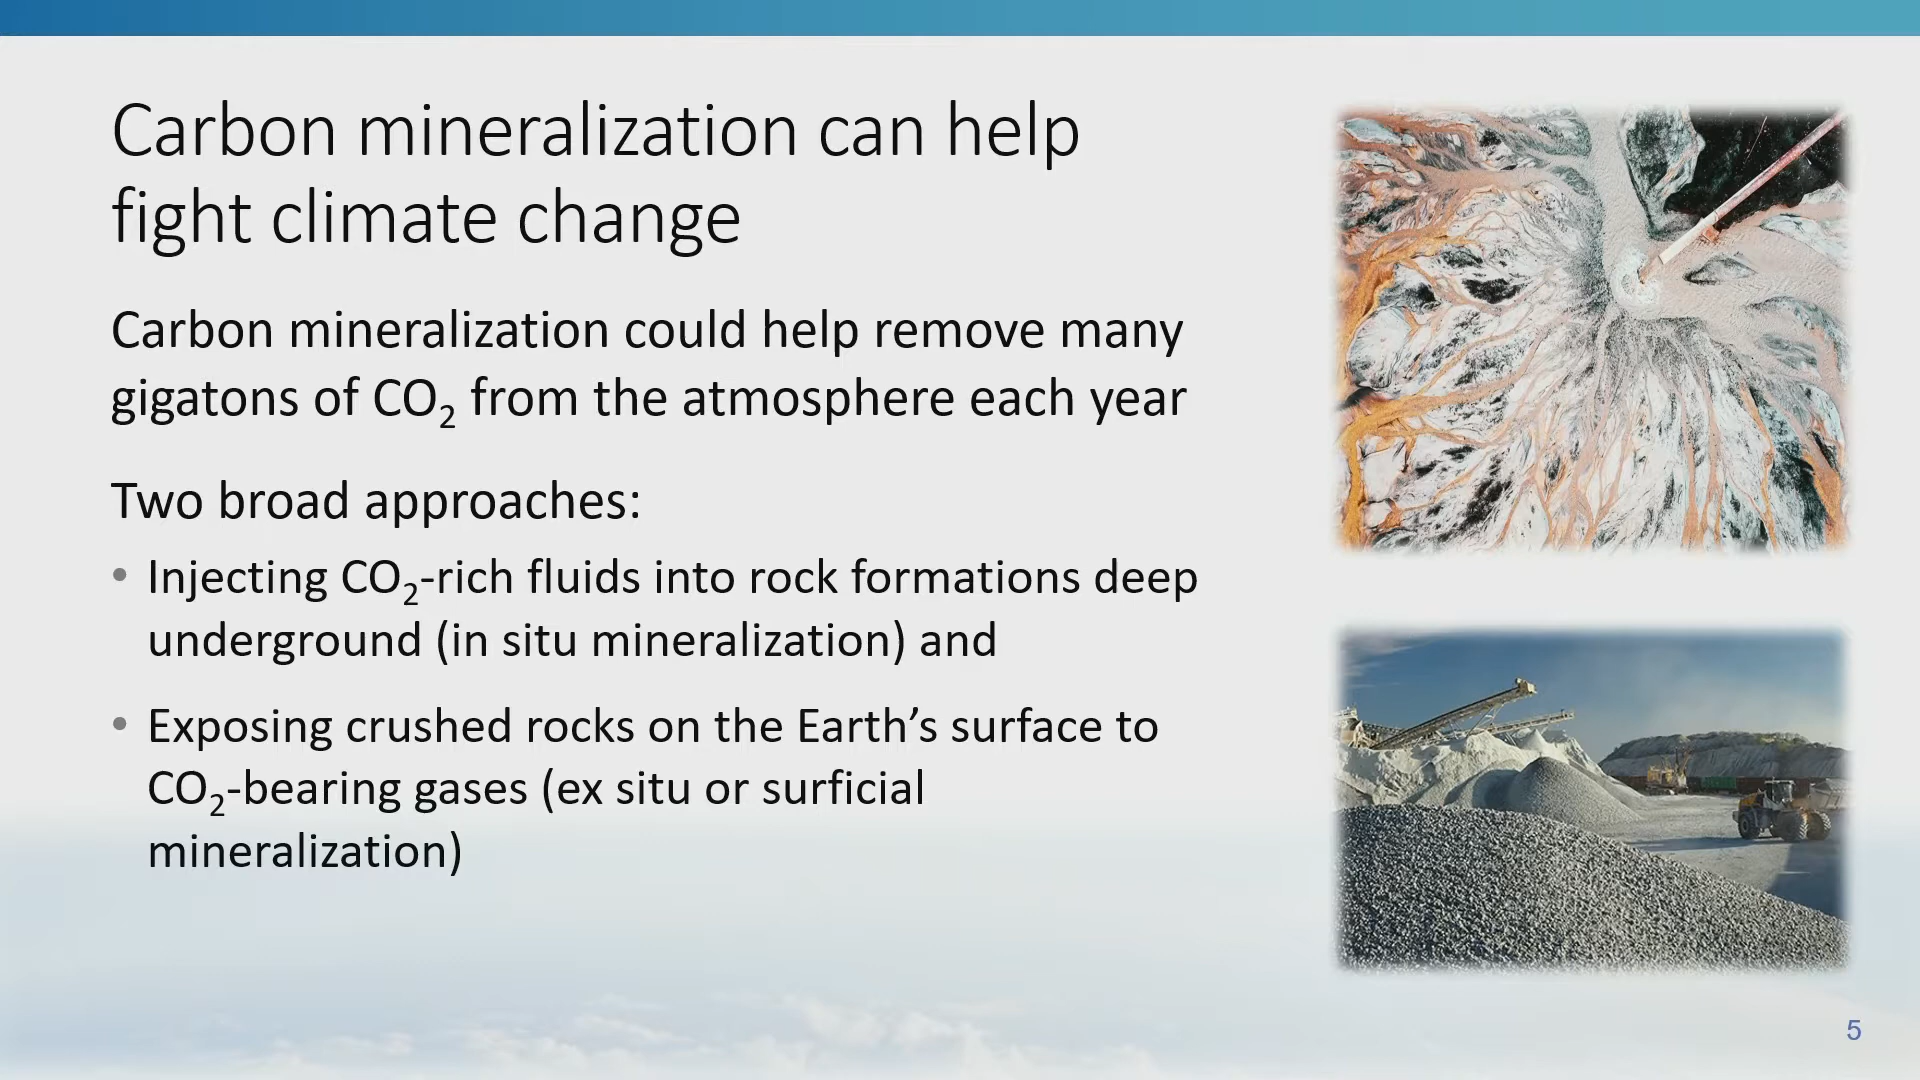 Carbon mineralization can help
fight climate change
Carbon mineralization could help remove many
gigatons of CO₂ from the atmosphere each year
Two broad approaches:
• Injecting CO₂-rich fluids into rock formations deep
underground (in situ mineralization) and
• Exposing crushed rocks on the Earth’s surface to
CO₂-bearing gases (ex situ or surficial
mineralization)
5